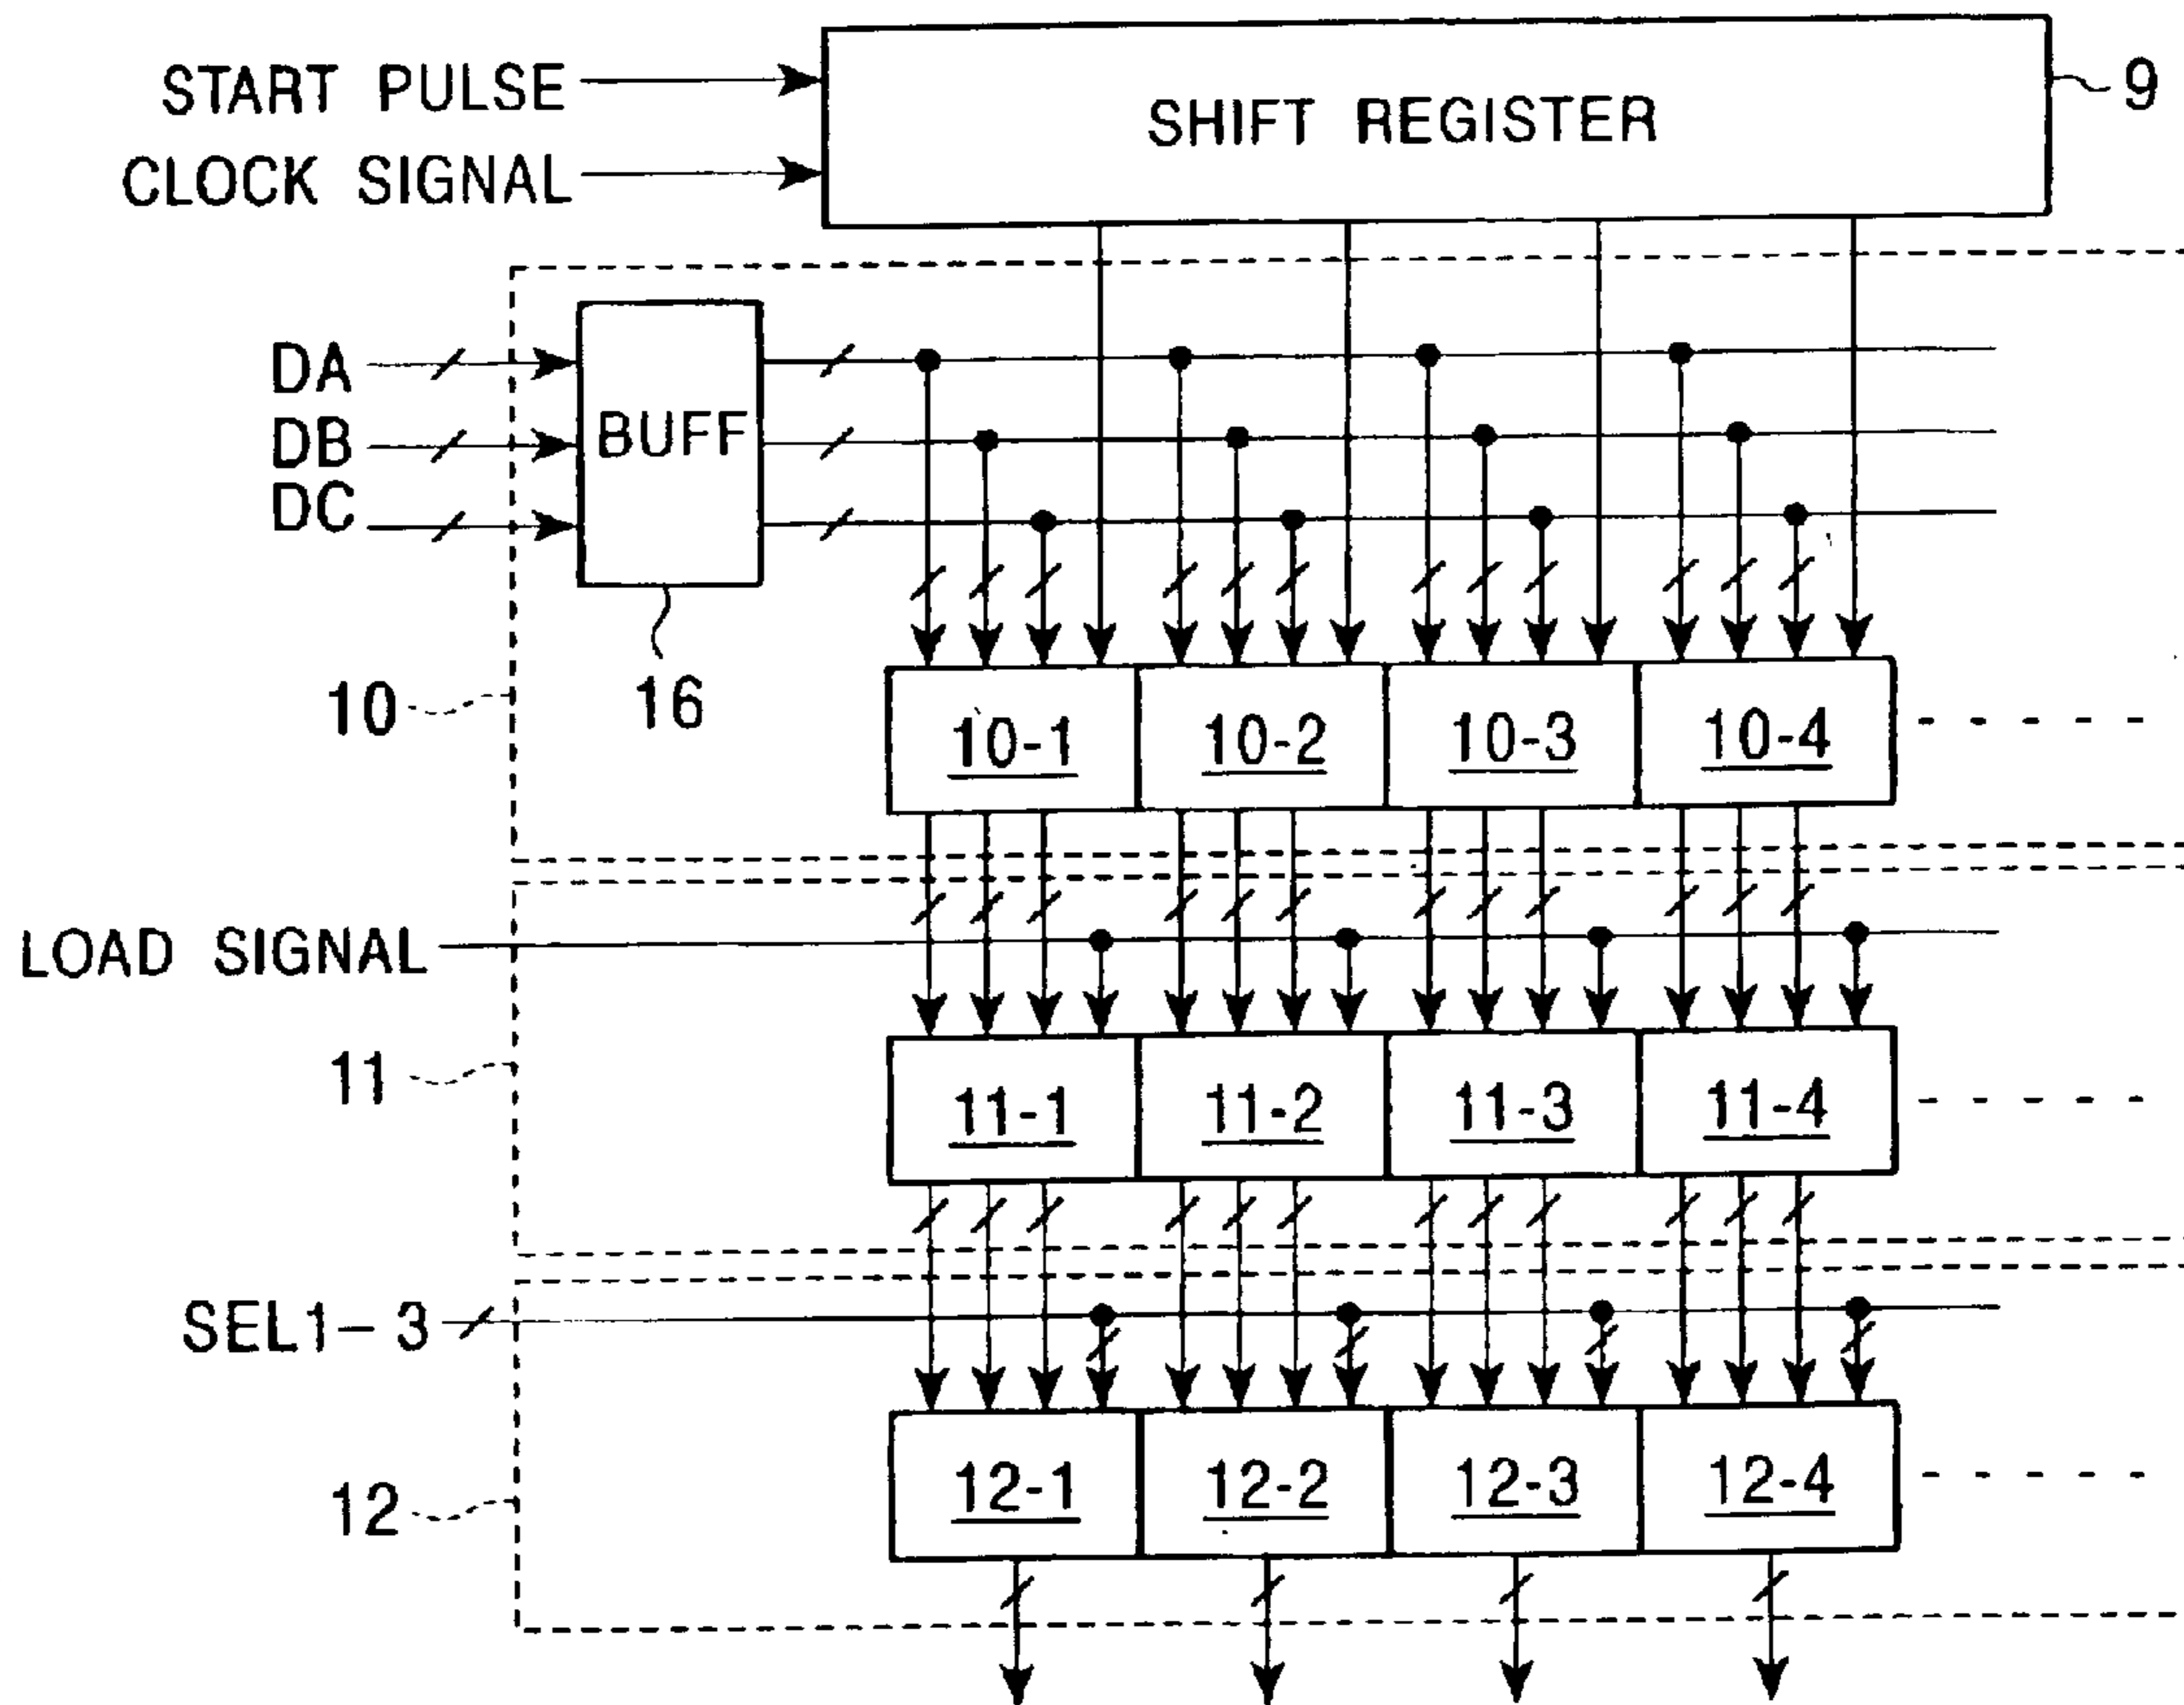 START PULSE
CLOCK SIGNAL
SHIFT REGISTER
9
DA
DB
DC
BUFF
16
10
10-1 10-2 10-3 10-4
LOAD SIGNAL
11
11-1 11-2 11-3 11-4
SEL1-3
12
12-1 12-2 12-3 12-4